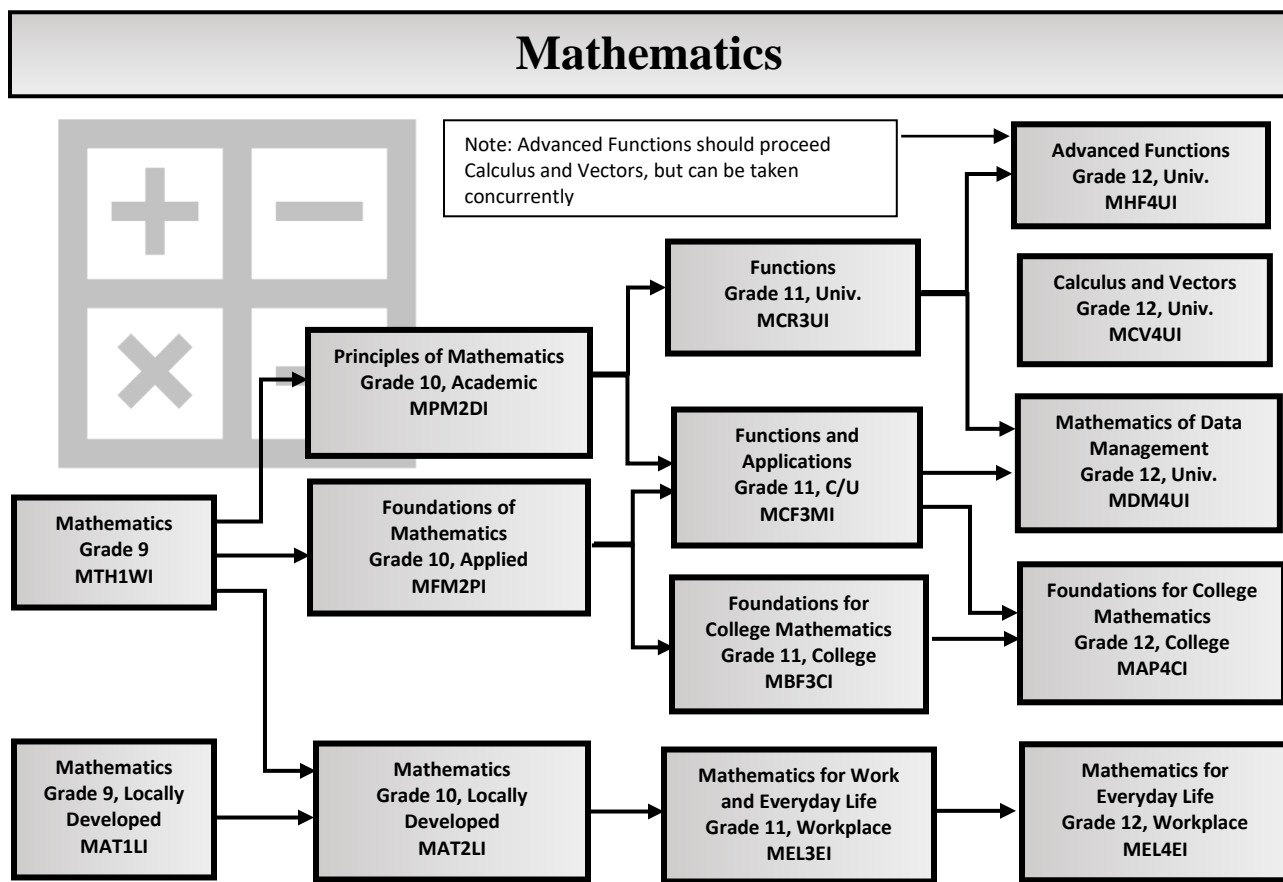 Mathematics
Note: Advanced Functions should proceed
Calculus and Vectors, but can be taken
concurrently
Advanced Functions
Grade 12, Univ.
MHF4UI
Functions
Grade 11, Univ.
MCR3UI
Calculus and Vectors
Grade 12, Univ.
MCV4UI
Principles of Mathematics
Grade 10, Academic
MPM2DI
Functions and
Applications
Grade 11, C/U
MCF3MI
Mathematics of Data
Management
Grade 12, Univ.
MDM4UI
Mathematics
Grade 9
MTH1WI
Foundations of
Mathematics
Grade 10, Applied
MFM2PI
Foundations for
College Mathematics
Grade 11, College
MBF3CI
Foundations for College
Mathematics
Grade 12, College
MAP4CI
Mathematics
Grade 9, Locally
Developed
MAT1LI
Mathematics
Grade 10, Locally
Developed
MAT2LI
Mathematics for Work
and Everyday Life
Grade 11, Workplace
MEL3EI
Mathematics for
Everyday Life
Grade 12, Workplace
MEL4EI